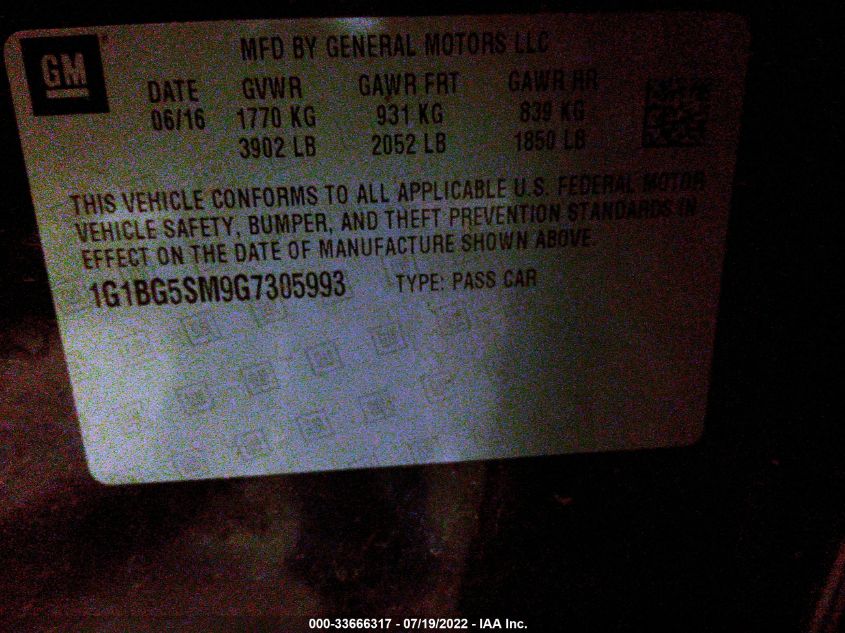 GM
MFD BY GENERAL MOTORS LLC
DATE GVWR GAWR FRT GAWR RR
06/16 1770 KG 931 KG 839 KG
3902 LB 2052 LB 1850 LB
THIS VEHICLE CONFORMS TO ALL APPLICABLE U.S. FEDERAL MOTOR
VEHICLE SAFETY, BUMPER, AND THEFT PREVENTION STANDARDS IN
EFFECT ON THE DATE OF MANUFACTURE SHOWN ABOVE.
1G1BG5SM9G7305993 TYPE: PASS CAR
000-33666317 - 07/19/2022 - IAA Inc.